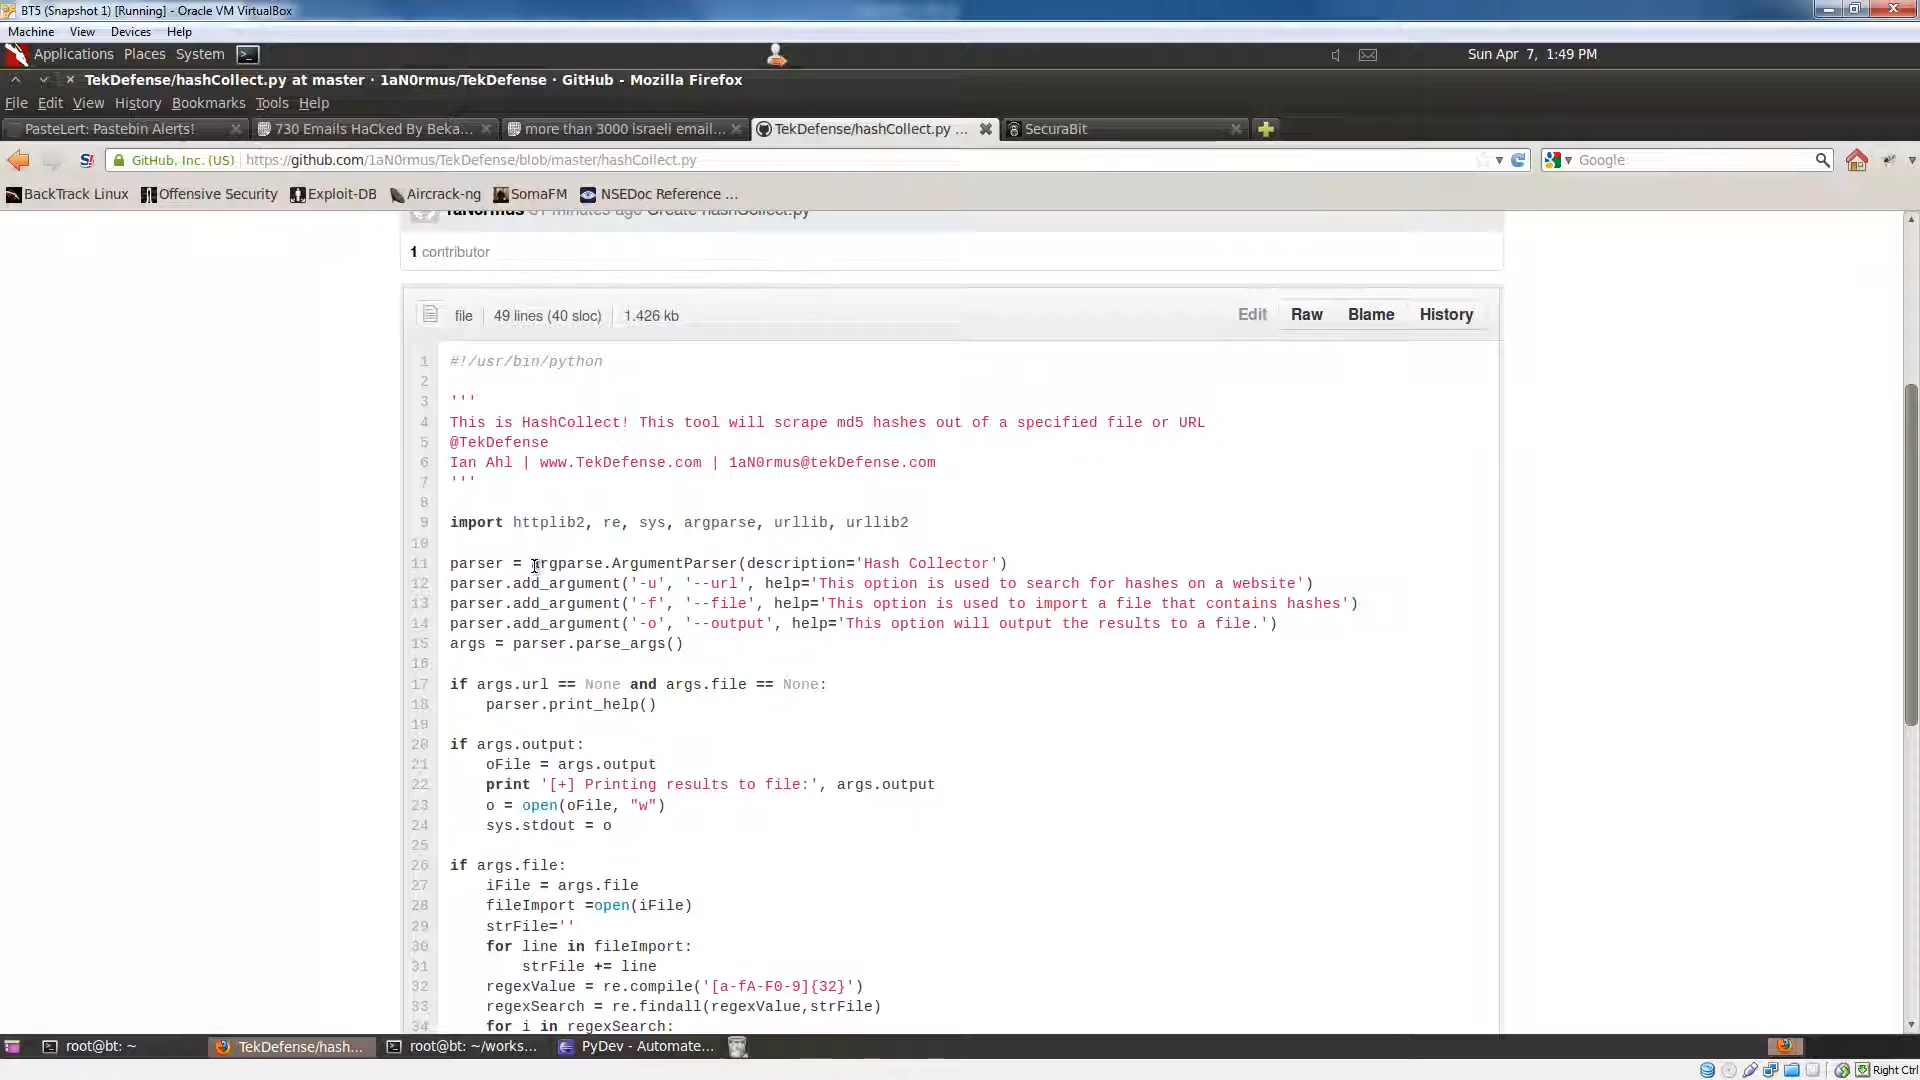 BT5 (Snapshot 1) [Running] - Oracle VM VirtualBox
Machine View Devices Help
Applications Places System Sun Apr 7, 1:49 PM
TekDefense/hashCollect.py at master · 1aN0rmus/TekDefense · GitHub - Mozilla Firefox
File Edit View History Bookmarks Tools Help
PasteLert: Pastebin Alerts! 730 Emails HaCked By Beka... more than 3000 israeli email... TekDefense/hashCollect.py ... SecuraBit
GitHub, Inc. (US) https://github.com/1aN0rmus/TekDefense/blob/master/hashCollect.py Google
BackTrack Linux Offensive Security Exploit-DB Aircrack-ng SomaFM NSEDoc Reference ...
minutes ago Create hashCollect.py
1 contributor
file 49 lines (40 sloc) 1.426 kb Edit Raw Blame History
1 #!/usr/bin/python
2
3 '''
4 This is HashCollect! This tool will scrape md5 hashes out of a specified file or URL
5 @TekDefense
6 Ian Ahl | www.TekDefense.com | 1aN0rmus@tekDefense.com
7 '''
8
9 import httplib2, re, sys, argparse, urllib, urllib2
10
11 parser = argparse.ArgumentParser(description='Hash Collector')
12 parser.add_argument('-u', '--url', help='This option is used to search for hashes on a website')
13 parser.add_argument('-f', '--file', help='This option is used to import a file that contains hashes')
14 parser.add_argument('-o', '--output', help='This option will output the results to a file.')
15 args = parser.parse_args()
16
17 if args.url == None and args.file == None:
18 parser.print_help()
19
20 if args.output:
21 oFile = args.output
22 print '[+] Printing results to file:', args.output
23 o = open(oFile, "w")
24 sys.stdout = o
25
26 if args.file:
27 iFile = args.file
28 fileImport =open(iFile)
29 strFile=''
30 for line in fileImport:
31 strFile += line
32 regexValue = re.compile('[a-fA-F0-9]{32}')
33 regexSearch = re.findall(regexValue,strFile)
34 for i in regexSearch:
root@bt: ~ TekDefense/hash... root@bt: ~/works... PyDev - Automate...
Right Ctrl